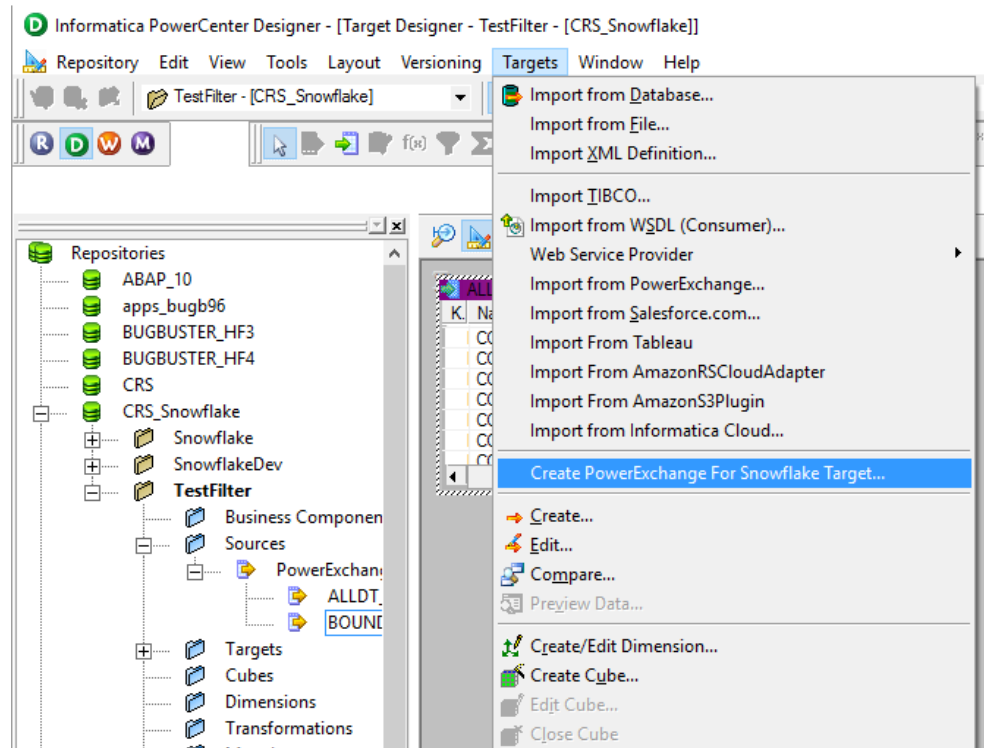 Informatica PowerCenter Designer - [Target Designer - TestFilter - [CRS_Snowflake]]
Repository Edit View Tools Layout Versioning Targets Window Help
TestFilter - [CRS_Snowflake]
R D W M
f(x) Σ
Import from Database...
Import from File...
Import XML Definition...
Import TIBCO...
Import from WSDL (Consumer)...
Web Service Provider
Import from PowerExchange...
Import from Salesforce.com...
Import From Tableau
Import From AmazonRSCloudAdapter
Import From AmazonS3Plugin
Import from Informatica Cloud...
Create PowerExchange For Snowflake Target...
Create...
Edit...
Compare...
Preview Data...
Create/Edit Dimension...
Create Cube...
Edit Cube...
Close Cube
Repositories
ABAP_10
apps_bugb96
BUGBUSTER_HF3
BUGBUSTER_HF4
CRS
CRS_Snowflake
Snowflake
SnowflakeDev
TestFilter
Business Componen
Sources
PowerExchan
ALLDT_
BOUND
Targets
Cubes
Dimensions
Transformations
K.